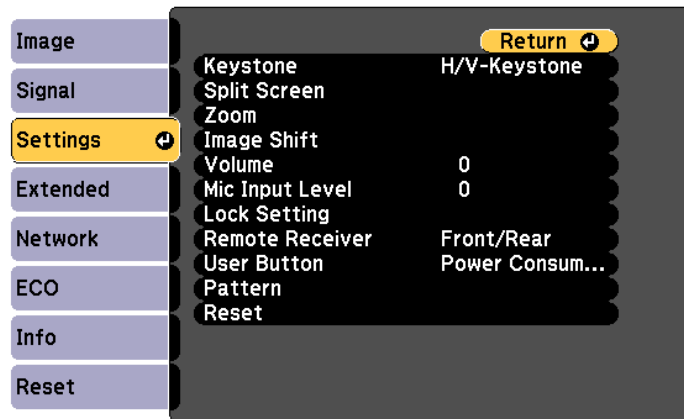 Image
Signal
Settings
Extended
Network
ECO
Info
Reset
Return
Keystone H/V-Keystone
Split Screen
Zoom
Image Shift
Volume 0
Mic Input Level 0
Lock Setting
Remote Receiver Front/Rear
User Button Power Consum...
Pattern
Reset